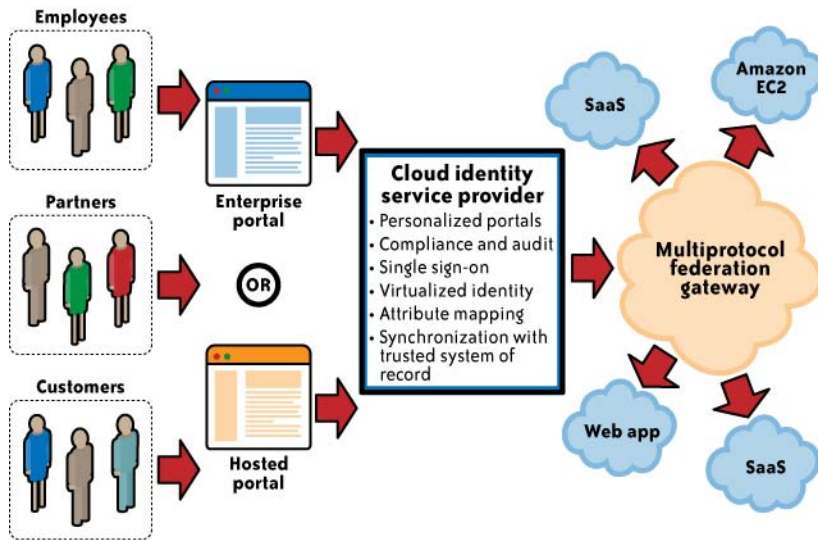 Employees
Enterprise
portal
Partners
OR
Customers
Hosted
portal
Cloud identity
service provider
• Personalized portals
• Compliance and audit
• Single sign-on
• Virtualized identity
• Attribute mapping
• Synchronization with
trusted system of
record
SaaS
Amazon
EC2
Multiprotocol
federation
gateway
Web app
SaaS